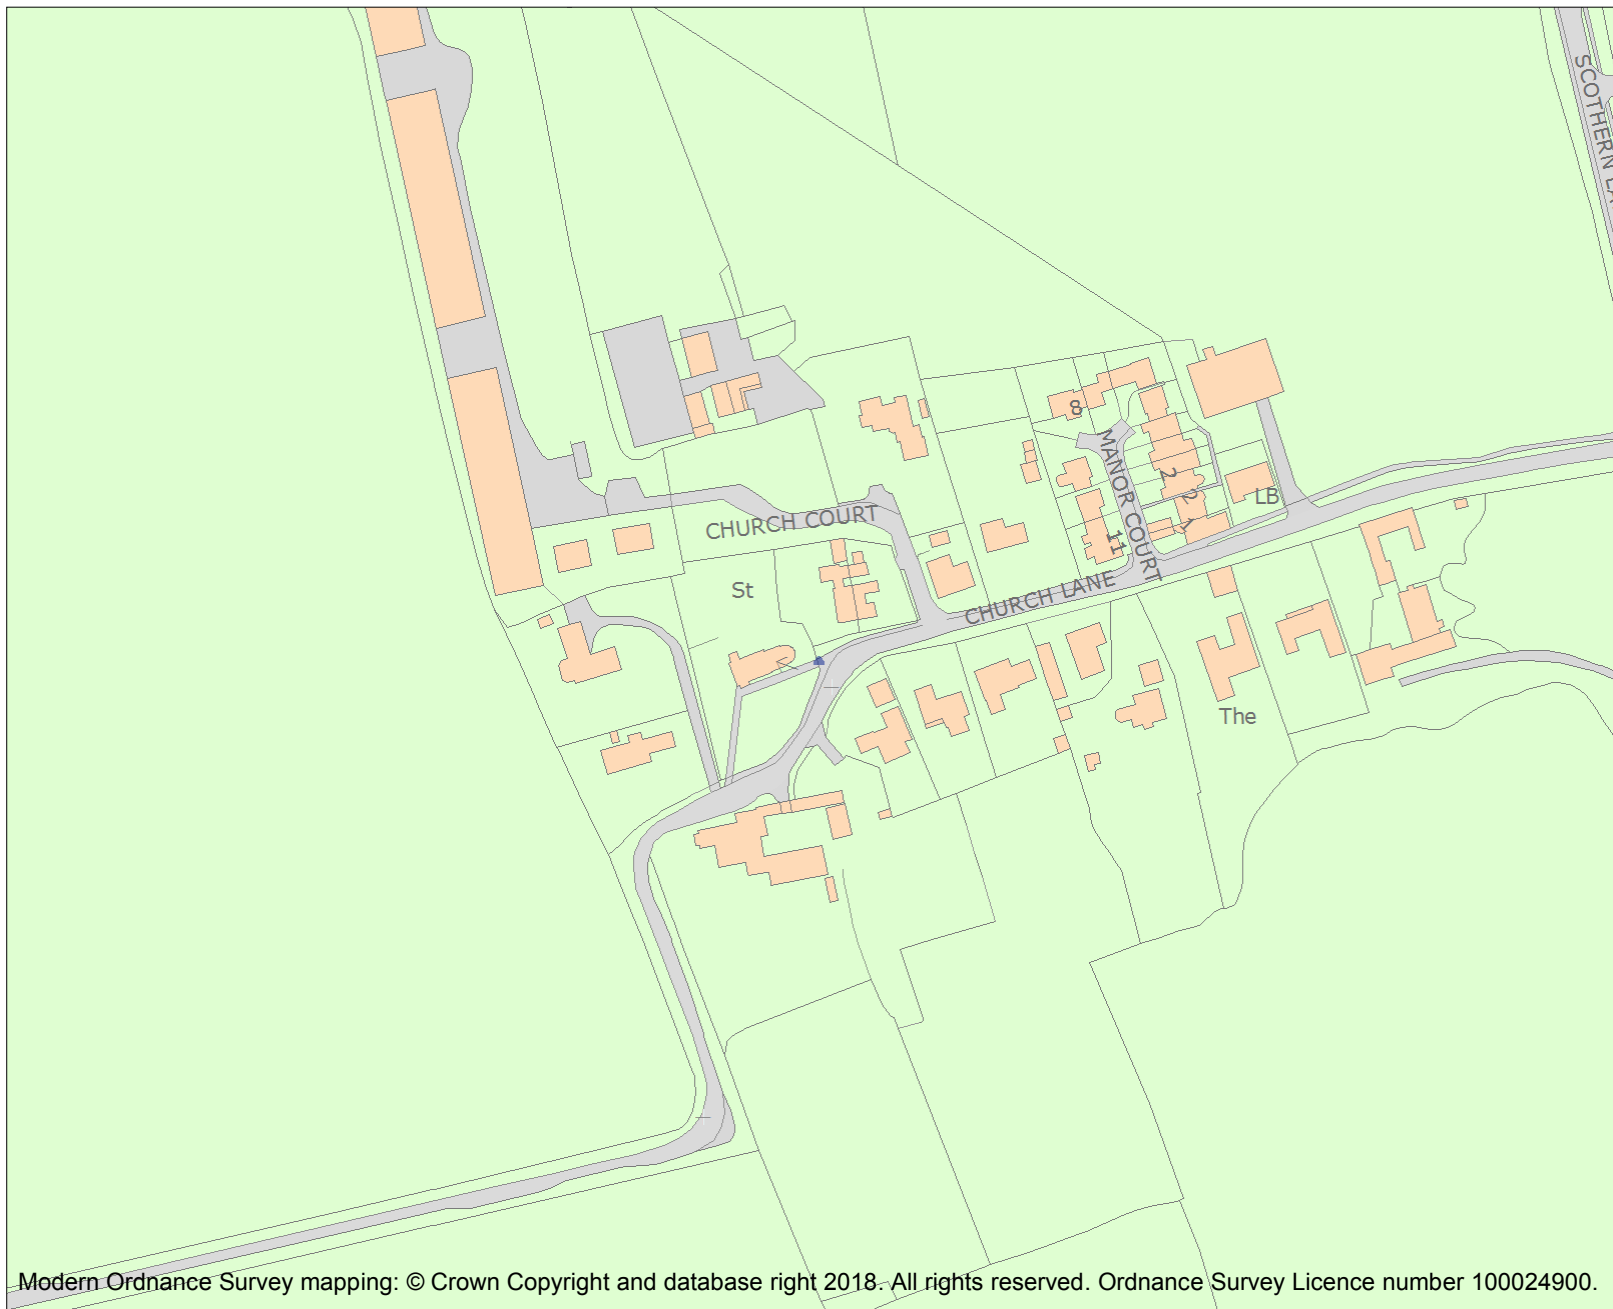 SCOTHERN LA
8
MANOR COURT
2
2
1
LB
11
CHURCH COURT
CHURCH LANE
St
The
Modern Ordnance Survey mapping: © Crown Copyright and database right 2018. All rights reserved. Ordnance Survey Licence number 100024900.